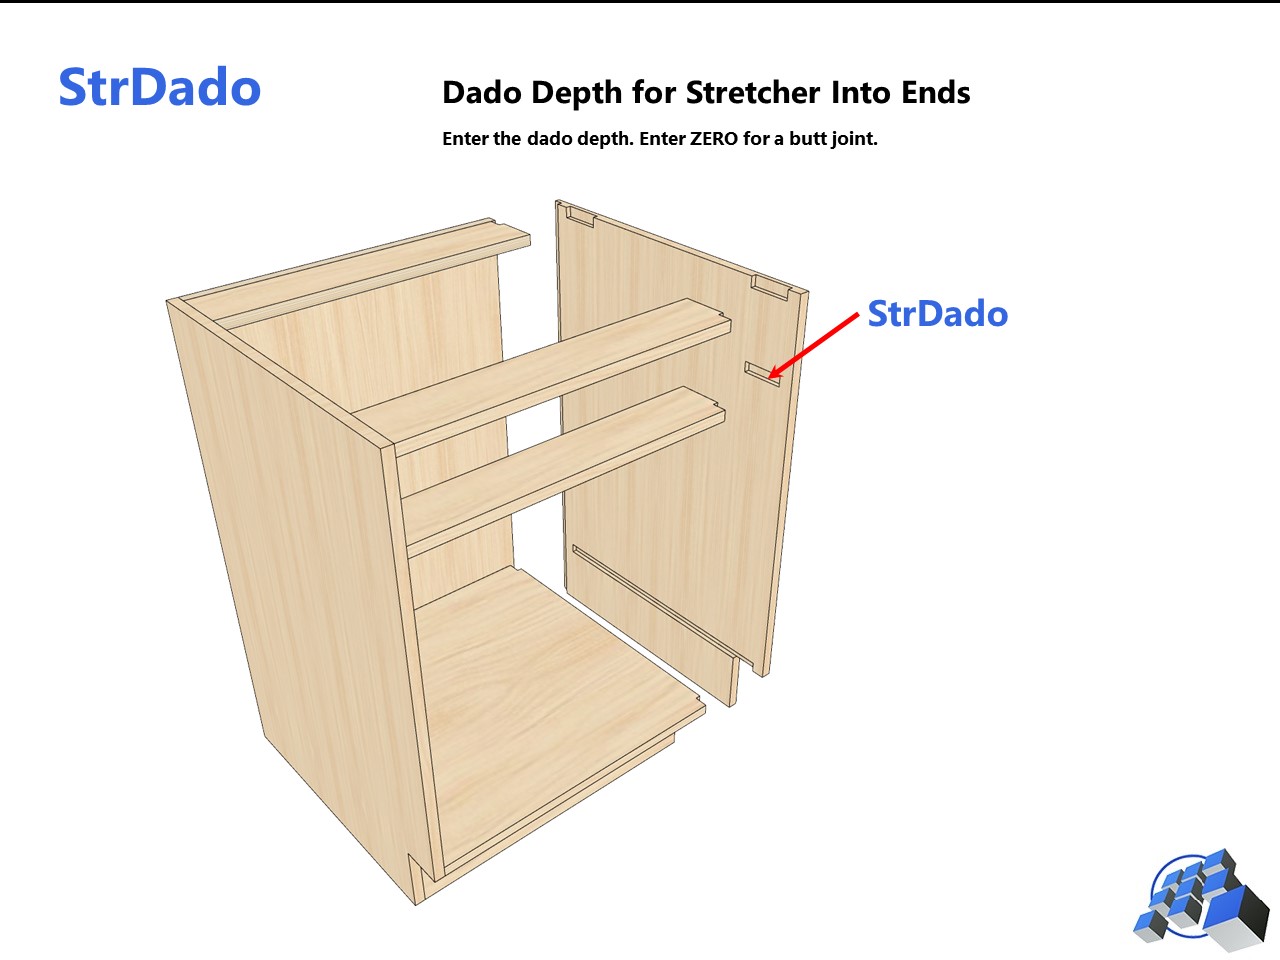 StrDado
Dado Depth for Stretcher Into Ends
Enter the dado depth. Enter ZERO for a butt joint.
StrDado